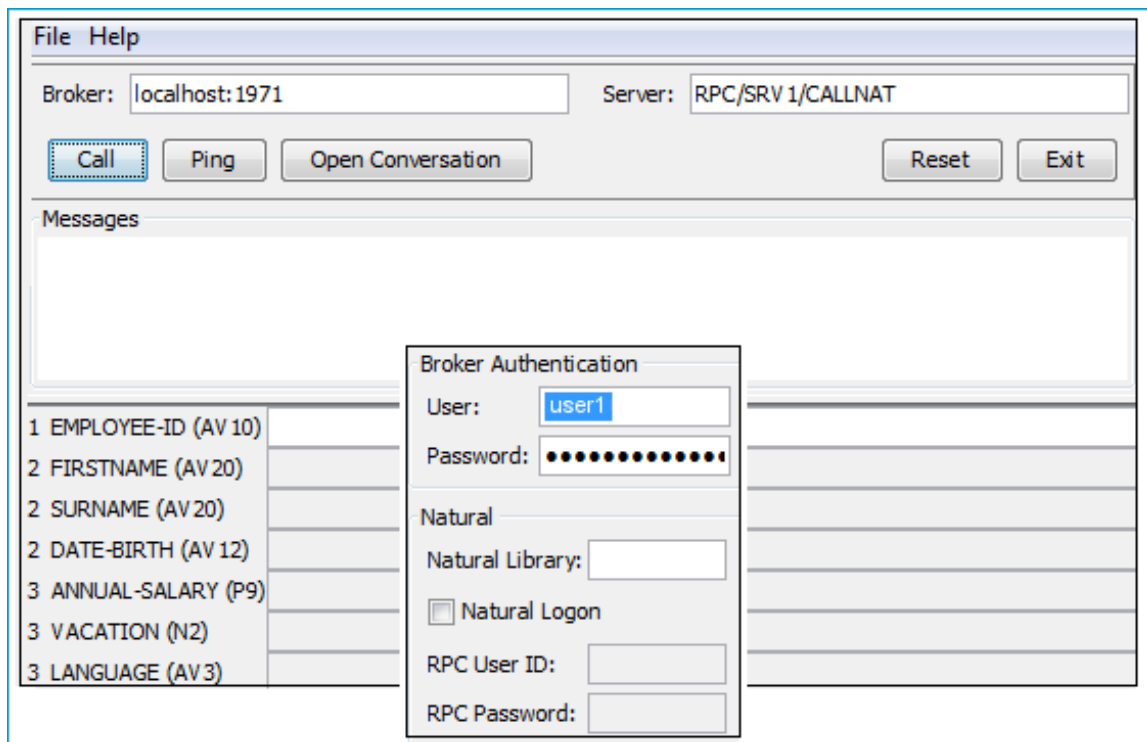 File Help
Broker: localhost:1971 Server: RPC/SRV1/CALLNAT
Call Ping Open Conversation Reset Exit
Messages
Broker Authentication
User: user1
Password: ●●●●●●●●●●●●●
Natural
Natural Library:
Natural Logon
RPC User ID:
RPC Password:
1 EMPLOYEE-ID (AV10)
2 FIRSTNAME (AV20)
2 SURNAME (AV20)
2 DATE-BIRTH (AV12)
3 ANNUAL-SALARY (P9)
3 VACATION (N2)
3 LANGUAGE (AV3)